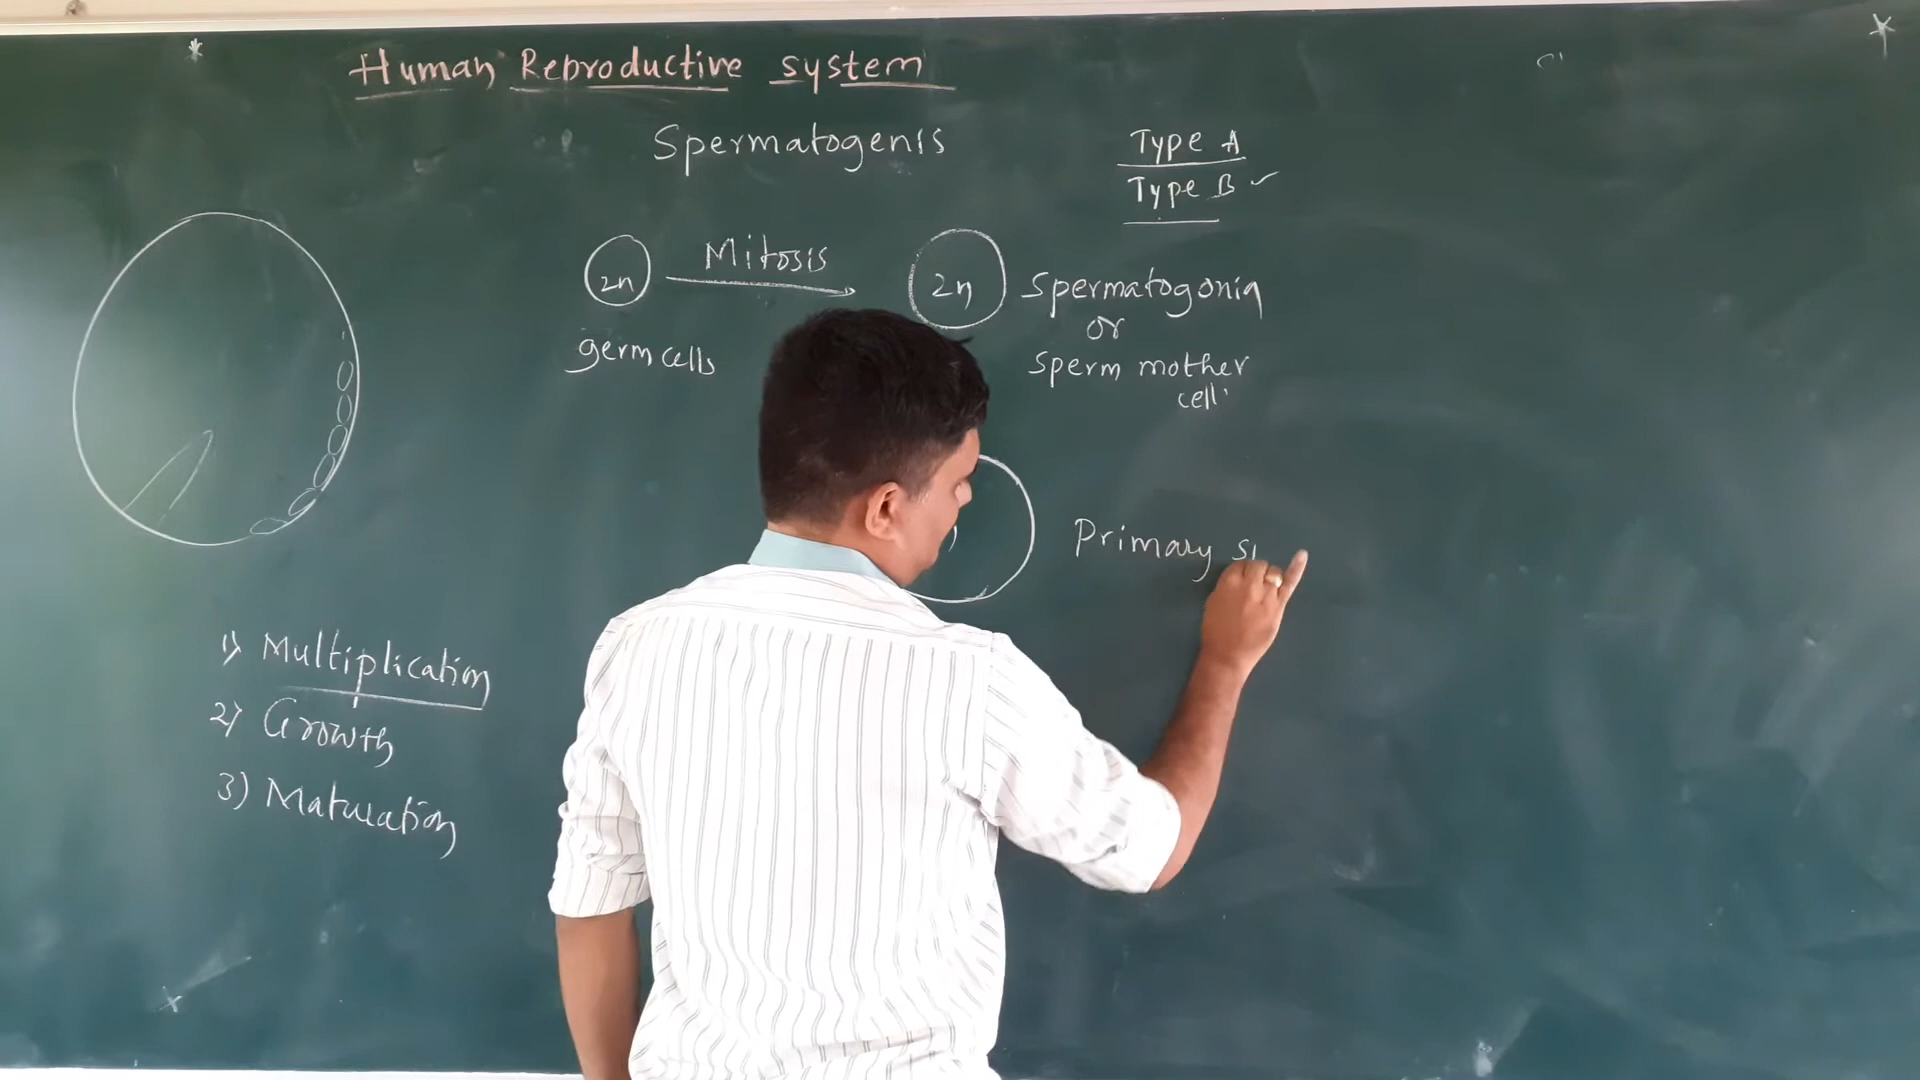 Human Reproductive system
Spermatogenis
Type A
Type B
2n
Mitosis
2n
Spermatogonia
or
sperm mother
cell
germ cells
Primary
1) Multiplication
2) Growth
3) Maturation